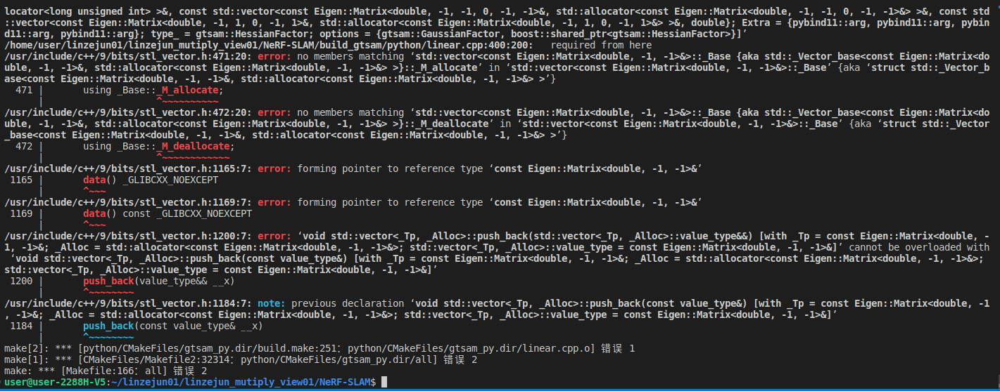 locator<long unsigned int> >&, const std::vector<const Eigen::Matrix<double, -1, -1, 0, -1, -1>&, std::allocator<const Eigen::Matrix<double, -1, -1, 0, -1, -1>&> >&, const std
::vector<const Eigen::Matrix<double, -1, 1, 0, -1, 1>&, std::allocator<const Eigen::Matrix<double, -1, 1, 0, -1, 1>&> >&, double}; Extra = {pybind11::arg, pybind11::arg, pybin
d11::arg, pybind11::arg}; type_ = gtsam::HessianFactor; options = {gtsam::GaussianFactor, boost::shared_ptr<gtsam::HessianFactor>}]’
/home/user/linzejun01/linzejun_mutiply_view01/NeRF-SLAM/build_gtsam/python/linear.cpp:400:200:   required from here
/usr/include/c++/9/bits/stl_vector.h:471:20: error: no members matching ‘std::vector<const Eigen::Matrix<double, -1, -1>&>::_Base {aka std::_Vector_base<const Eigen::Matrix<do
uble, -1, -1>&, std::allocator<const Eigen::Matrix<double, -1, -1>&> >}::_M_allocate’ in ‘std::vector<const Eigen::Matrix<double, -1, -1>&>::_Base’ {aka ‘struct std::_Vector_b
ase<const Eigen::Matrix<double, -1, -1>&, std::allocator<const Eigen::Matrix<double, -1, -1>&> >’}
  471 |       using _Base::_M_allocate;
      |                    ^~~~~~~~~~~
/usr/include/c++/9/bits/stl_vector.h:472:20: error: no members matching ‘std::vector<const Eigen::Matrix<double, -1, -1>&>::_Base {aka std::_Vector_base<const Eigen::Matrix<do
uble, -1, -1>&, std::allocator<const Eigen::Matrix<double, -1, -1>&> >}::_M_deallocate’ in ‘std::vector<const Eigen::Matrix<double, -1, -1>&>::_Base’ {aka ‘struct std::_Vector
_base<const Eigen::Matrix<double, -1, -1>&, std::allocator<const Eigen::Matrix<double, -1, -1>&> >’}
  472 |       using _Base::_M_deallocate;
      |                    ^~~~~~~~~~~~~
/usr/include/c++/9/bits/stl_vector.h:1165:7: error: forming pointer to reference type ‘const Eigen::Matrix<double, -1, -1>&’
 1165 |       data() _GLIBCXX_NOEXCEPT
      |       ^~~~
/usr/include/c++/9/bits/stl_vector.h:1169:7: error: forming pointer to reference type ‘const Eigen::Matrix<double, -1, -1>&’
 1169 |       data() const _GLIBCXX_NOEXCEPT
      |       ^~~~
/usr/include/c++/9/bits/stl_vector.h:1200:7: error: ‘void std::vector<_Tp, _Alloc>::push_back(std::vector<_Tp, _Alloc>::value_type&&) [with _Tp = const Eigen::Matrix<double, -
1, -1>&; _Alloc = std::allocator<const Eigen::Matrix<double, -1, -1>&>; std::vector<_Tp, _Alloc>::value_type = const Eigen::Matrix<double, -1, -1>&]’ cannot be overloaded with
 ‘void std::vector<_Tp, _Alloc>::push_back(const value_type&) [with _Tp = const Eigen::Matrix<double, -1, -1>&; _Alloc = std::allocator<const Eigen::Matrix<double, -1, -1>&>;
std::vector<_Tp, _Alloc>::value_type = const Eigen::Matrix<double, -1, -1>&]’
 1200 |       push_back(value_type&& __x)
      |       ^~~~~~~~~
/usr/include/c++/9/bits/stl_vector.h:1184:7: note: previous declaration ‘void std::vector<_Tp, _Alloc>::push_back(const value_type&) [with _Tp = const Eigen::Matrix<double, -1
, -1>&; _Alloc = std::allocator<const Eigen::Matrix<double, -1, -1>&>; std::vector<_Tp, _Alloc>::value_type = const Eigen::Matrix<double, -1, -1>&]’
 1184 |       push_back(const value_type& __x)
      |       ^~~~~~~~~
make[2]: *** [python/CMakeFiles/gtsam_py.dir/build.make:251：python/CMakeFiles/gtsam_py.dir/linear.cpp.o] 错误 1
make[1]: *** [CMakeFiles/Makefile2:32314：python/CMakeFiles/gtsam_py.dir/all] 错误 2
make: *** [Makefile:166：all] 错误 2
user@user-2288H-V5:~/linzejun01/linzejun_mutiply_view01/NeRF-SLAM$